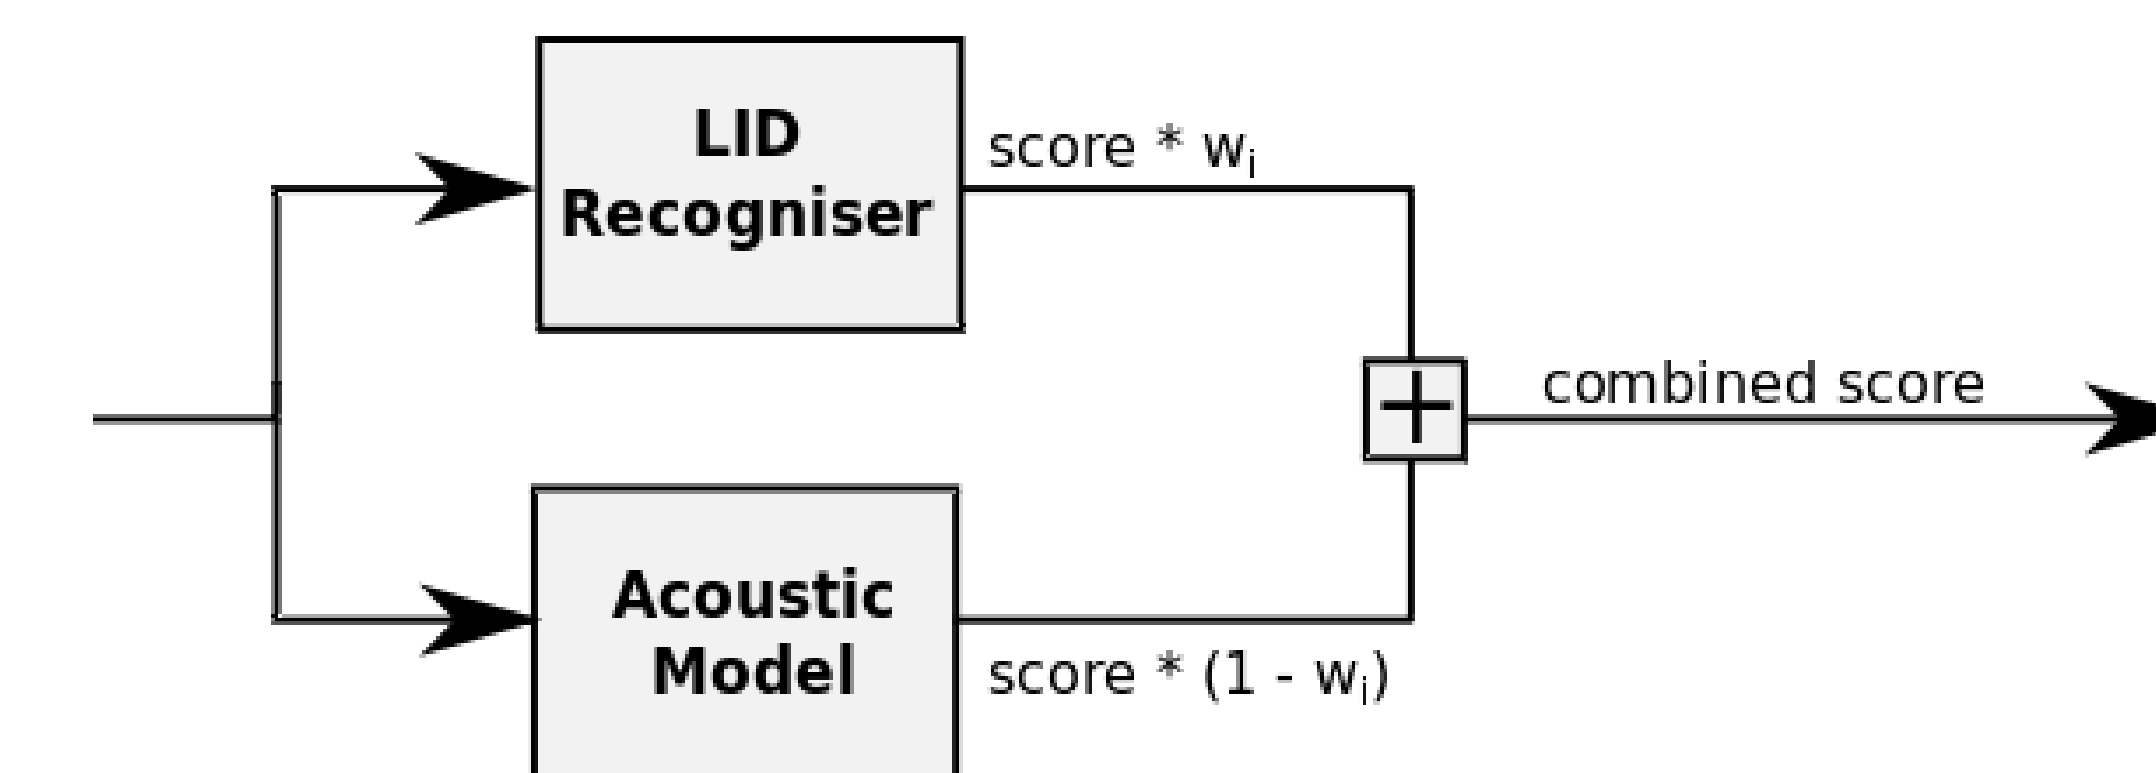 LID
Recogniser
score * wᵢ
+
combined score
Acoustic
Model
score * (1 - wᵢ)